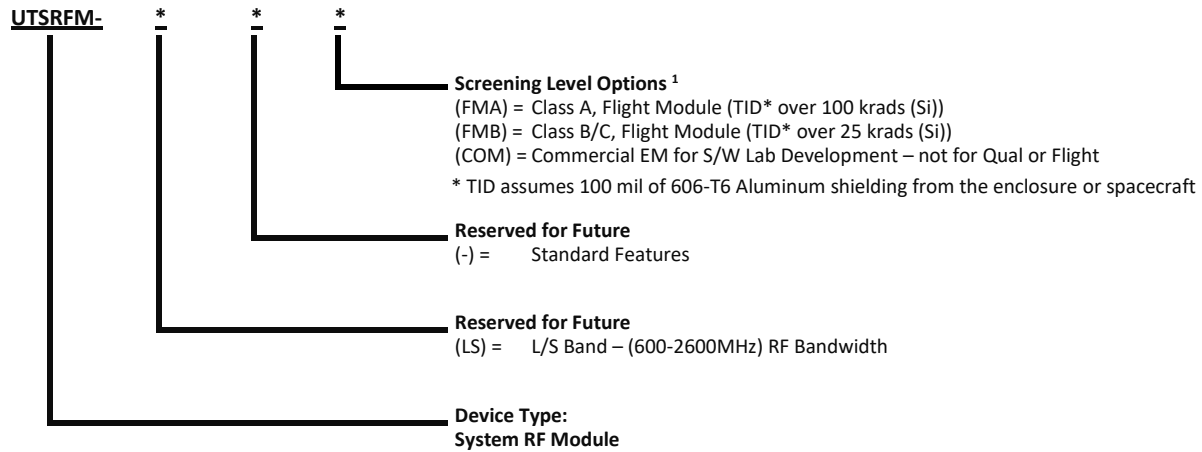 UTSRFM- * * *
Screening Level Options 1
(FMA) = Class A, Flight Module (TID* over 100 krads (Si))
(FMB) = Class B/C, Flight Module (TID* over 25 krads (Si))
(COM) = Commercial EM for S/W Lab Development – not for Qual or Flight
* TID assumes 100 mil of 606-T6 Aluminum shielding from the enclosure or spacecraft
Reserved for Future
(-) = Standard Features
Reserved for Future
(LS) = L/S Band – (600-2600MHz) RF Bandwidth
Device Type:
System RF Module